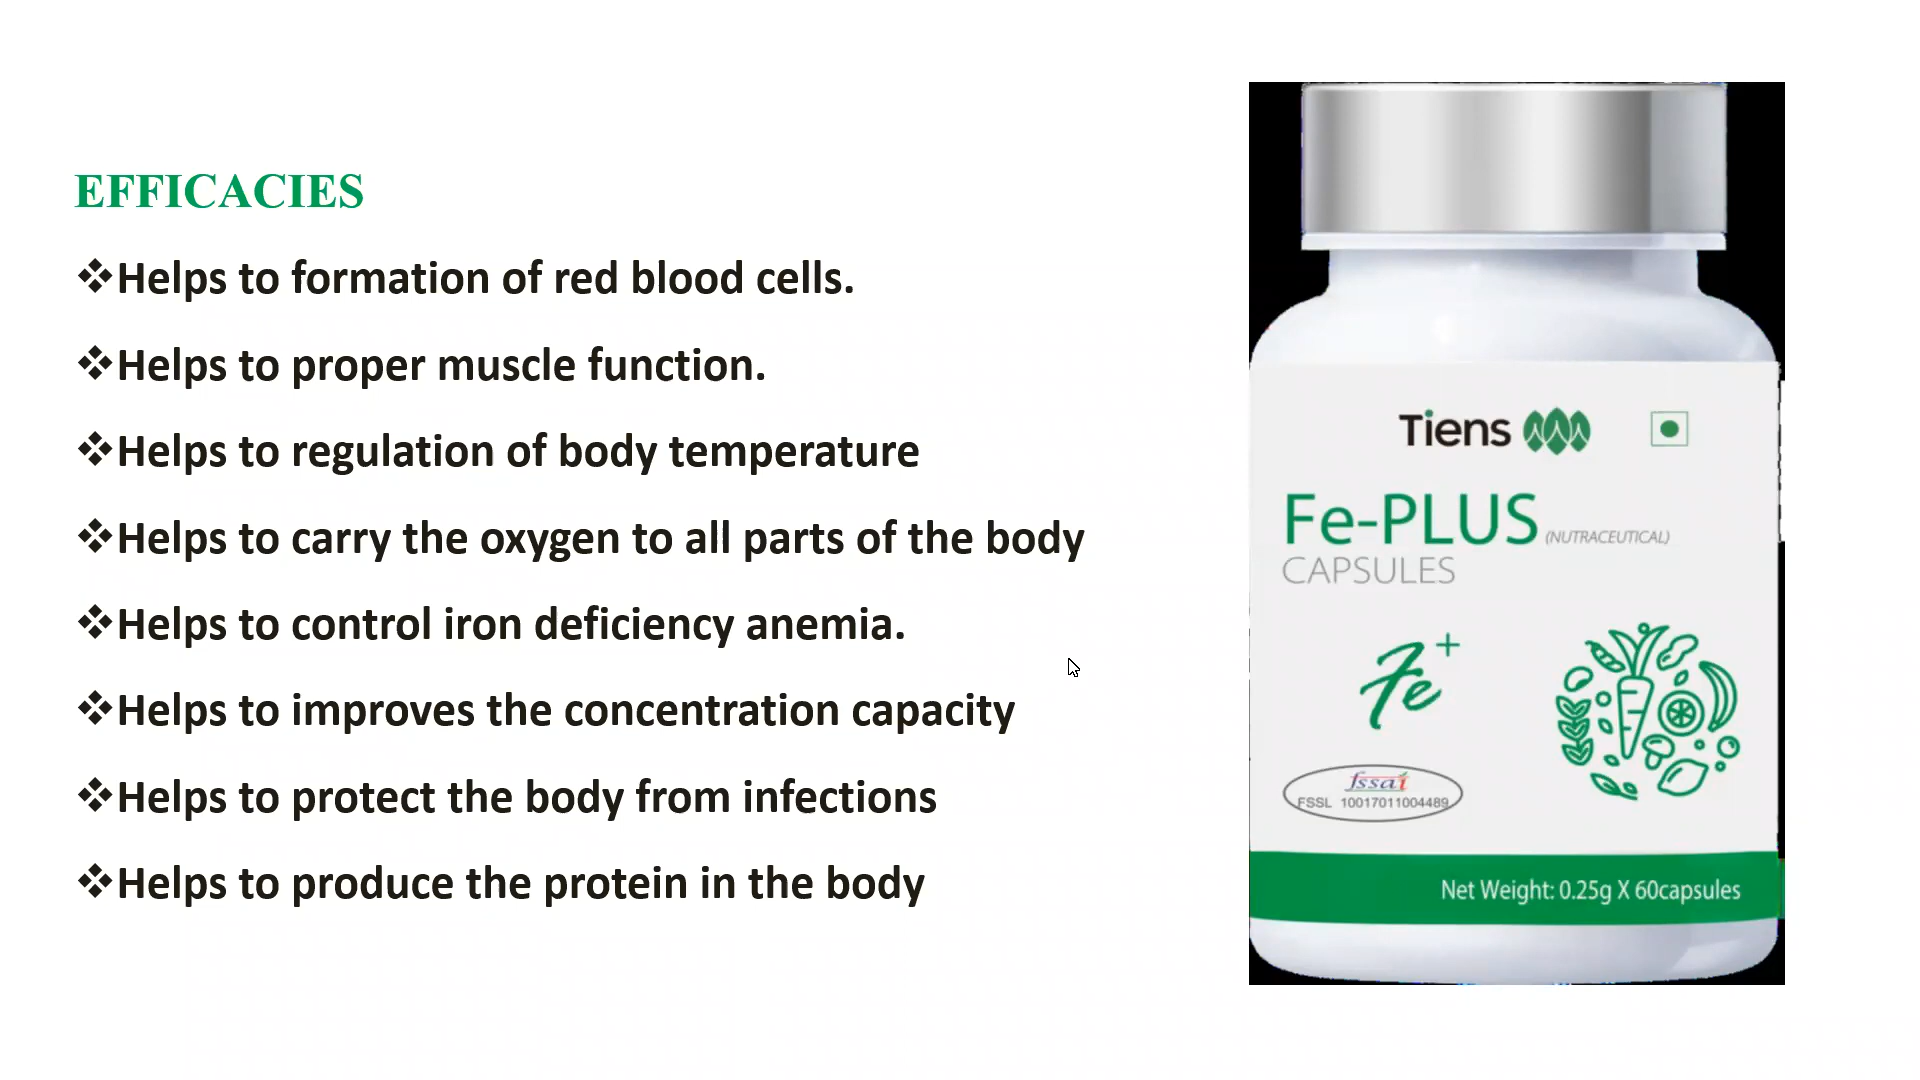 EFFICACIES
❖Helps to formation of red blood cells.
❖Helps to proper muscle function.
❖Helps to regulation of body temperature
❖Helps to carry the oxygen to all parts of the body
❖Helps to control iron deficiency anemia.
❖Helps to improves the concentration capacity
❖Helps to protect the body from infections
❖Helps to produce the protein in the body
Tiens
Fe-PLUS (NUTRACEUTICAL)
CAPSULES
Fe+
fssai
FSSL 10017011004489
Net Weight: 0.25g X 60capsules